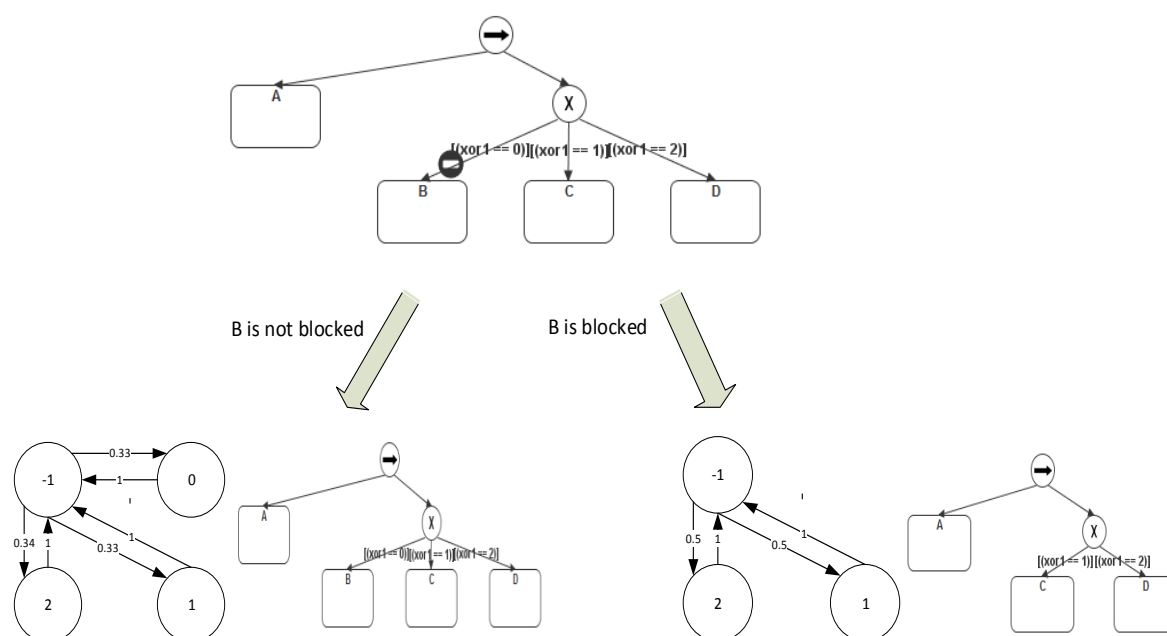 A
X
[(xor1 == 0)][(xor1 == 1)][(xor1 == 2)]
B
C
D
B is not blocked
B is blocked
-1
0.33
0
1
0.34
1
0.33
1
2
1
A
X
[(xor1 == 0)][(xor1 == 1)][(xor1 == 2)]
B
C
D
-1
0.5
1
0.5
1
2
1
A
X
[(xor1 == 1)][(xor1 == 2)]
C
D